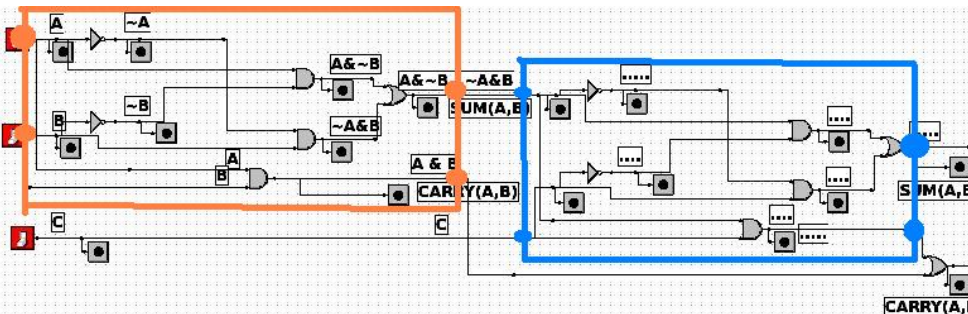 A
~A
A&~B
B
~B
~A&B
A&~B ~A&B
SUM(A,B)
A
B
A & B
CARRY(A,B)
C
C
.....
....
....
....
....
....
.....
SUM(A,B
CARRY(A,